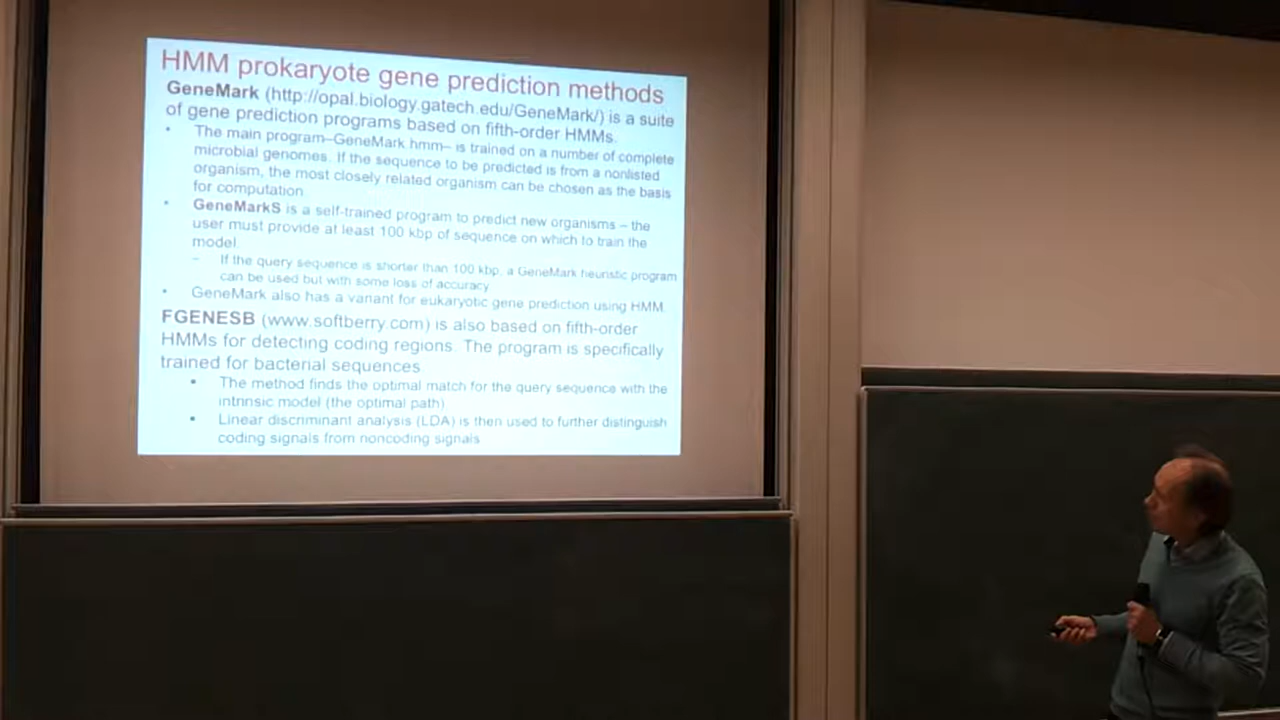 HMM prokaryote gene prediction methods
GeneMark (http://opal.biology.gatech.edu/GeneMark/) is a suite
of gene prediction programs based on fifth-order HMMs.
• The main program–GeneMark hmm– is trained on a number of complete
microbial genomes. If the sequence to be predicted is from a nonlisted
organism, the most closely related organism can be chosen as the basis
for computation
• GeneMarkS is a self-trained program to predict new organisms – the
user must provide at least 100 kbp of sequence on which to train the
model
– If the query sequence is shorter than 100 kbp, a GeneMark heuristic program
can be used but with some loss of accuracy
• GeneMark also has a variant for eukaryotic gene prediction using HMM.
FGENESB (www.softberry.com) is also based on fifth-order
HMMs for detecting coding regions. The program is specifically
trained for bacterial sequences
• The method finds the optimal match for the query sequence with the
intrinsic model (the optimal path)
• Linear discriminant analysis (LDA) is then used to further distinguish
coding signals from noncoding signals